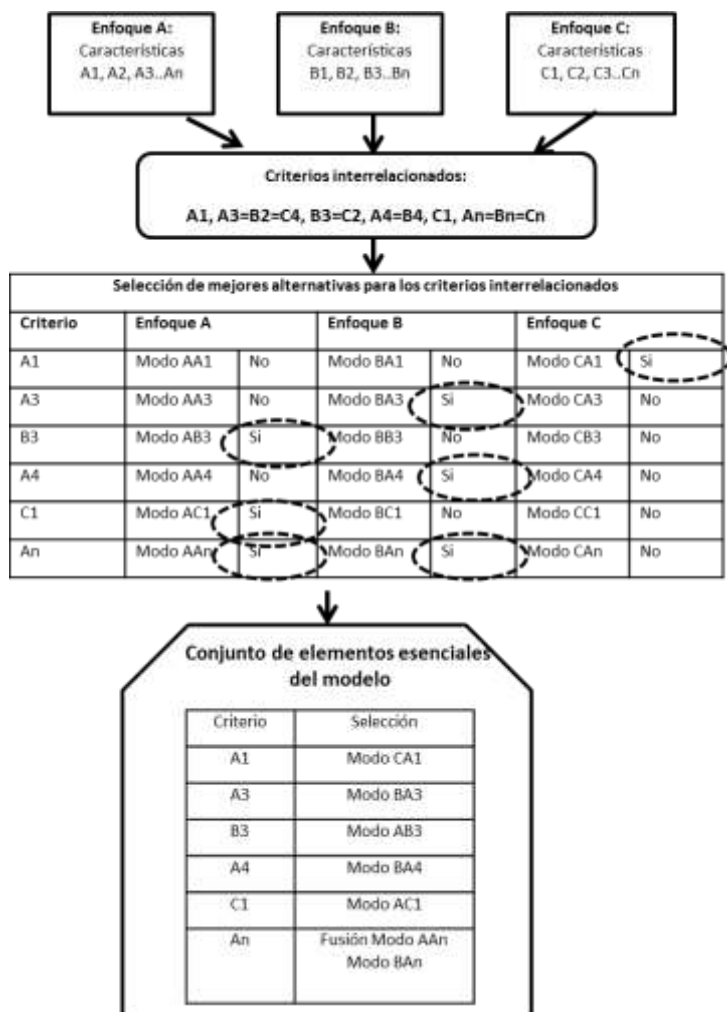 Enfoque A:
Características
A1, A2, A3..An
Enfoque B:
Características
B1, B2, B3..Bn
Enfoque C:
Características
C1, C2, C3..Cn
Criterios interrelacionados:
A1, A3=B2=C4, B3=C2, A4=B4, C1, An=Bn=Cn
Selección de mejores alternativas para los criterios interrelacionados
Criterio Enfoque A Enfoque B Enfoque C
A1 Modo AA1 No Modo BA1 No Modo CA1 Si
A3 Modo AA3 No Modo BA3 Si Modo CA3 No
B3 Modo AB3 Si Modo BB3 No Modo CB3 No
A4 Modo AA4 No Modo BA4 Si Modo CA4 No
C1 Modo AC1 Si Modo BC1 No Modo CC1 No
An Modo AAn Si Modo BAn Si Modo CAn No
Conjunto de elementos esenciales
del modelo
Criterio Selección
A1 Modo CA1
A3 Modo BA3
B3 Modo AB3
A4 Modo BA4
C1 Modo AC1
An Fusión Modo AAn
Modo BAn